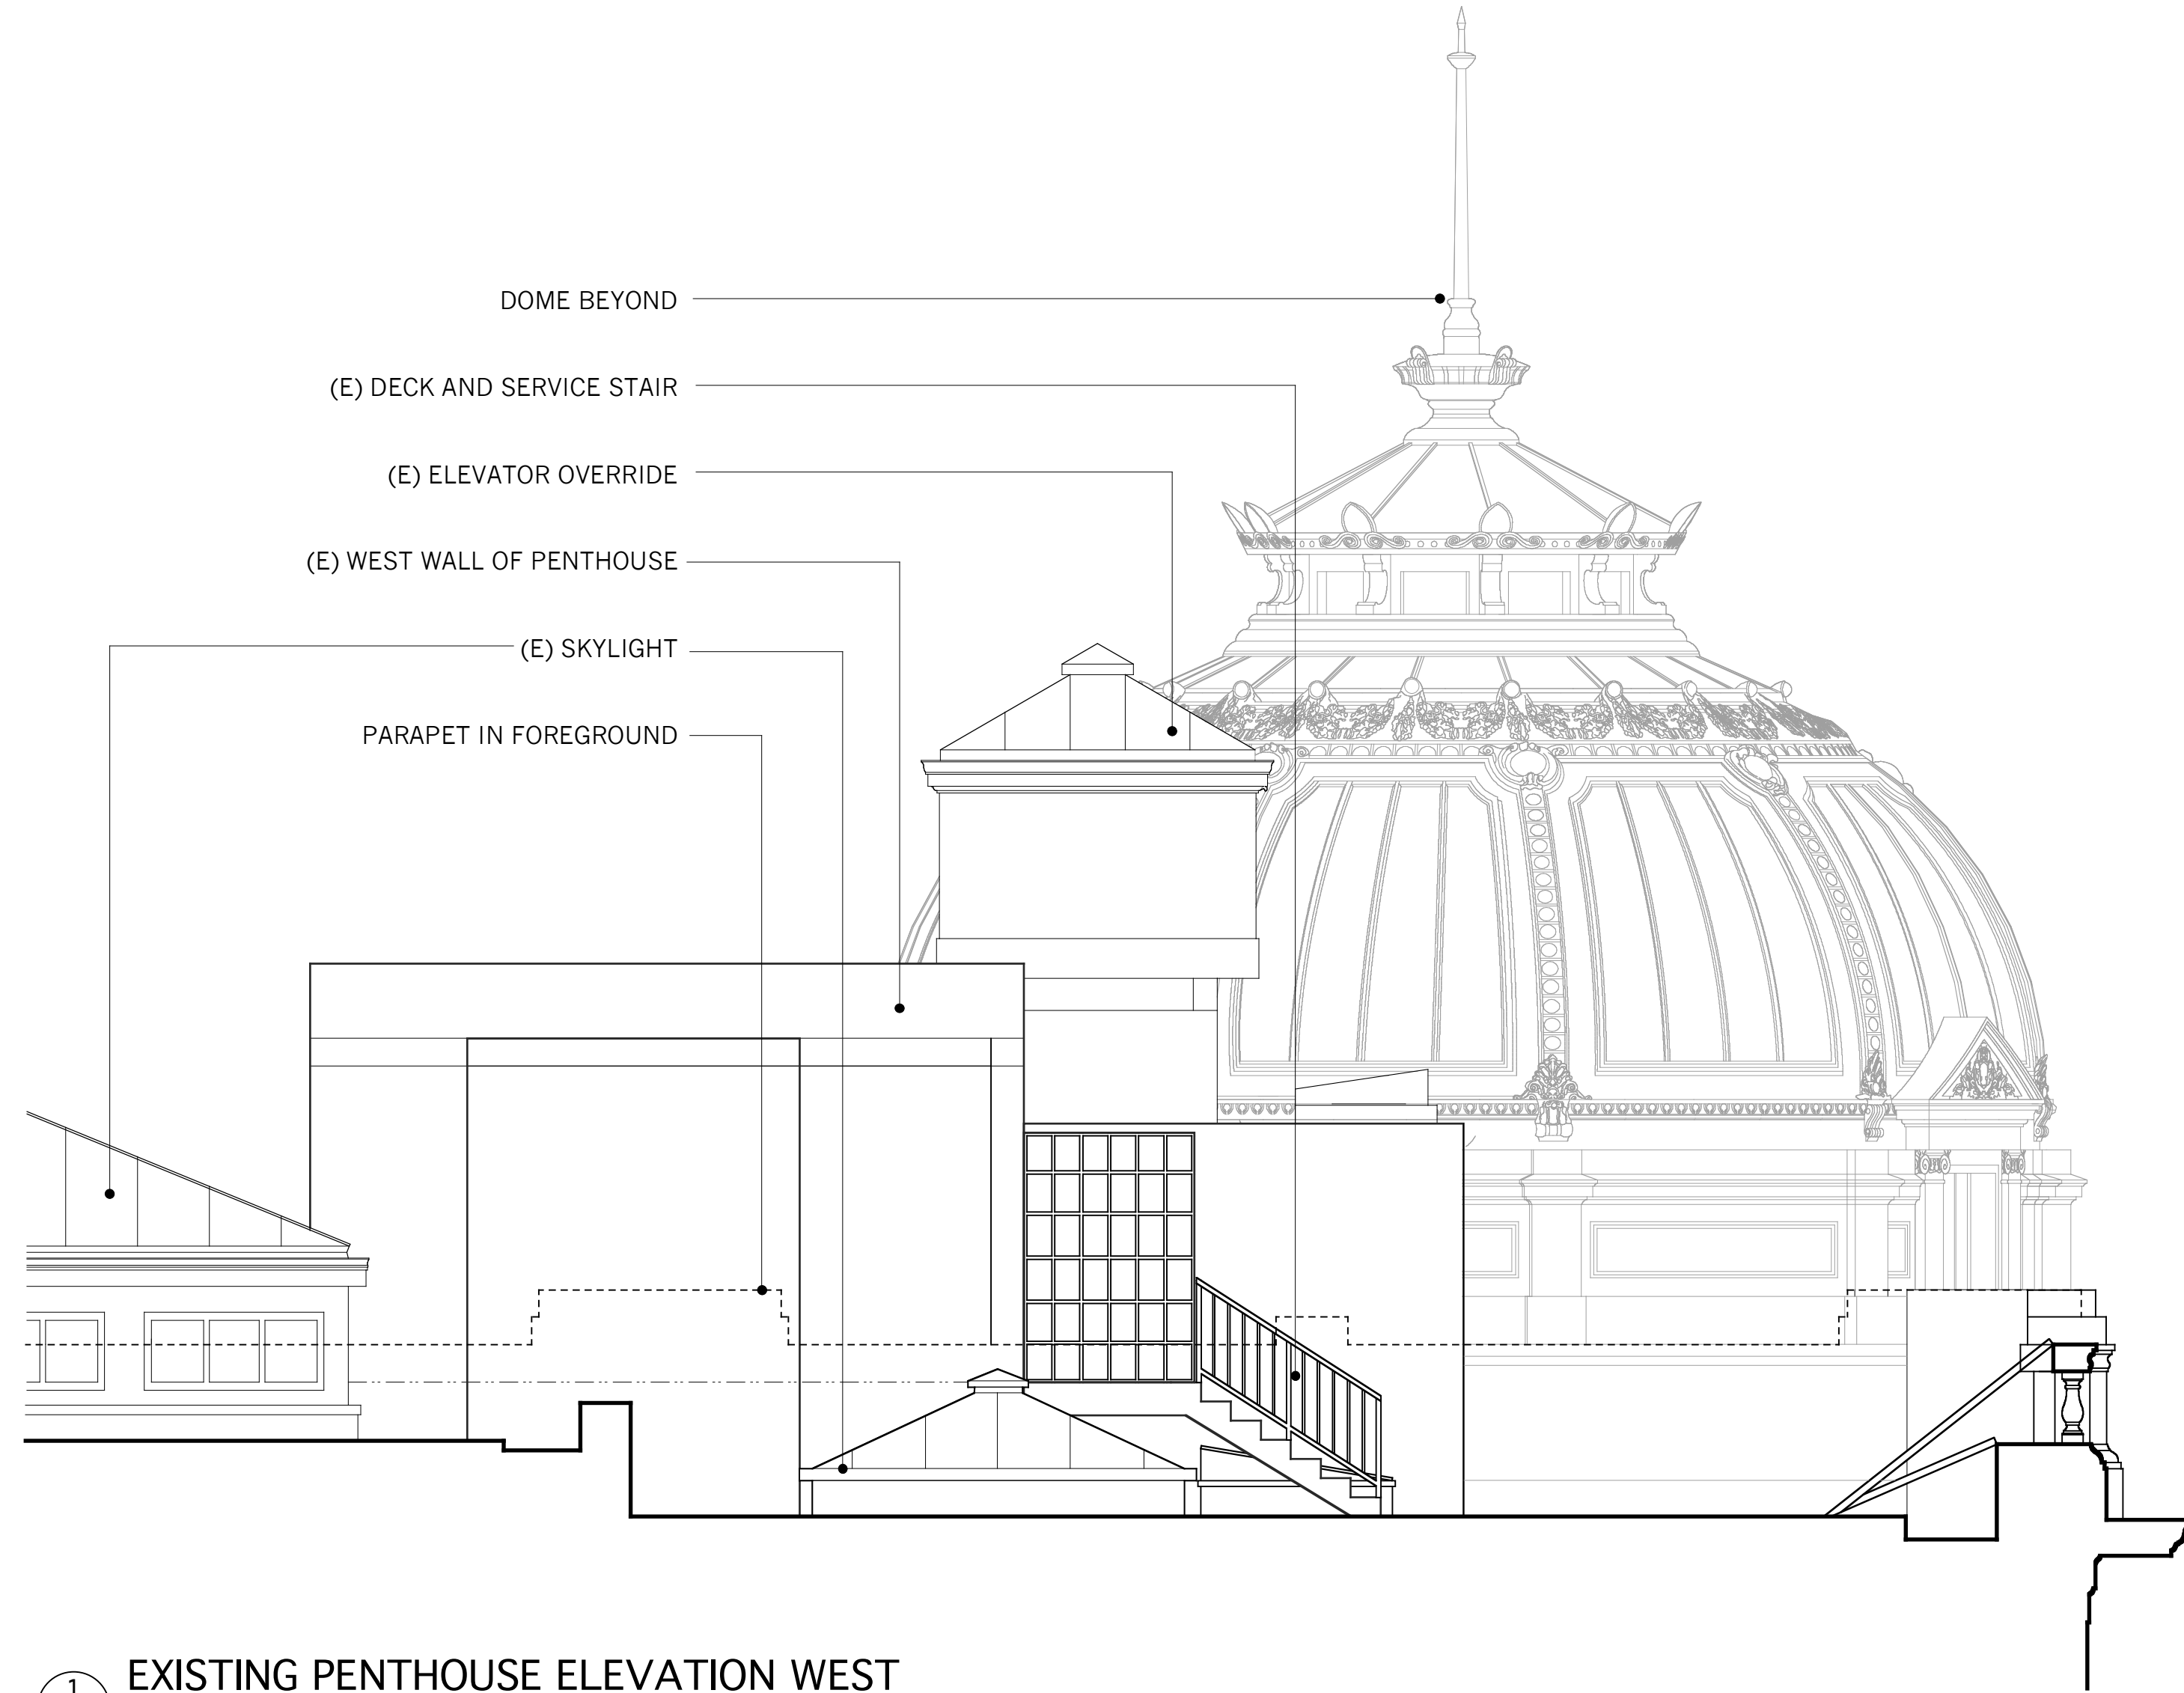 DOME BEYOND
(E) DECK AND SERVICE STAIR
(E) ELEVATOR OVERRIDE
(E) WEST WALL OF PENTHOUSE
(E) SKYLIGHT
PARAPET IN FOREGROUND
1
EXISTING PENTHOUSE ELEVATION WEST